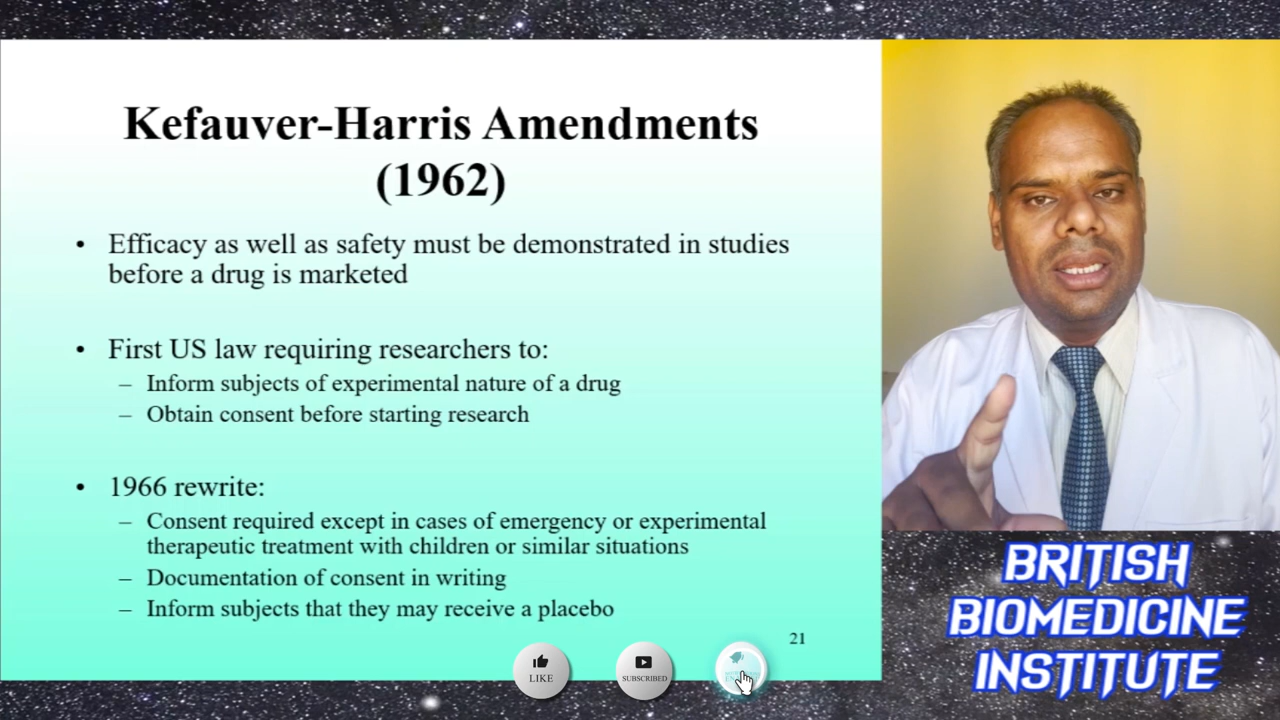 Kefauver-Harris Amendments
(1962)
• Efficacy as well as safety must be demonstrated in studies
before a drug is marketed
• First US law requiring researchers to:
– Inform subjects of experimental nature of a drug
– Obtain consent before starting research
• 1966 rewrite:
– Consent required except in cases of emergency or experimental
therapeutic treatment with children or similar situations
– Documentation of consent in writing
– Inform subjects that they may receive a placebo
21
LIKE
SUBSCRIBED
BRITISH
BIOMEDICINE
INSTITUTE